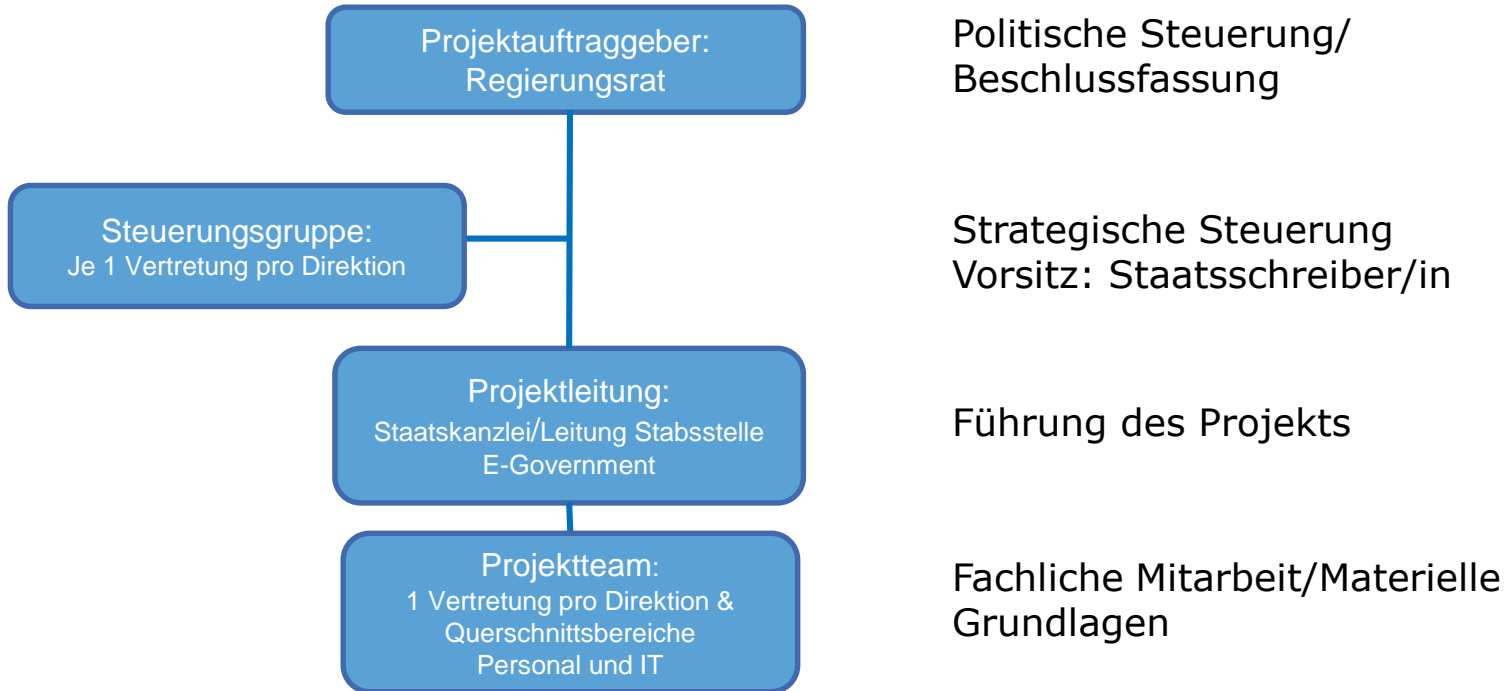 Projektauftraggeber:
Regierungsrat
Politische Steuerung/
Beschlussfassung
Steuerungsgruppe:
Je 1 Vertretung pro Direktion
Strategische Steuerung
Vorsitz: Staatsschreiber/in
Projektleitung:
Staatskanzlei/Leitung Stabsstelle
E-Government
Führung des Projekts
Projektteam:
1 Vertretung pro Direktion &
Querschnittsbereiche
Personal und IT
Fachliche Mitarbeit/Materielle
Grundlagen